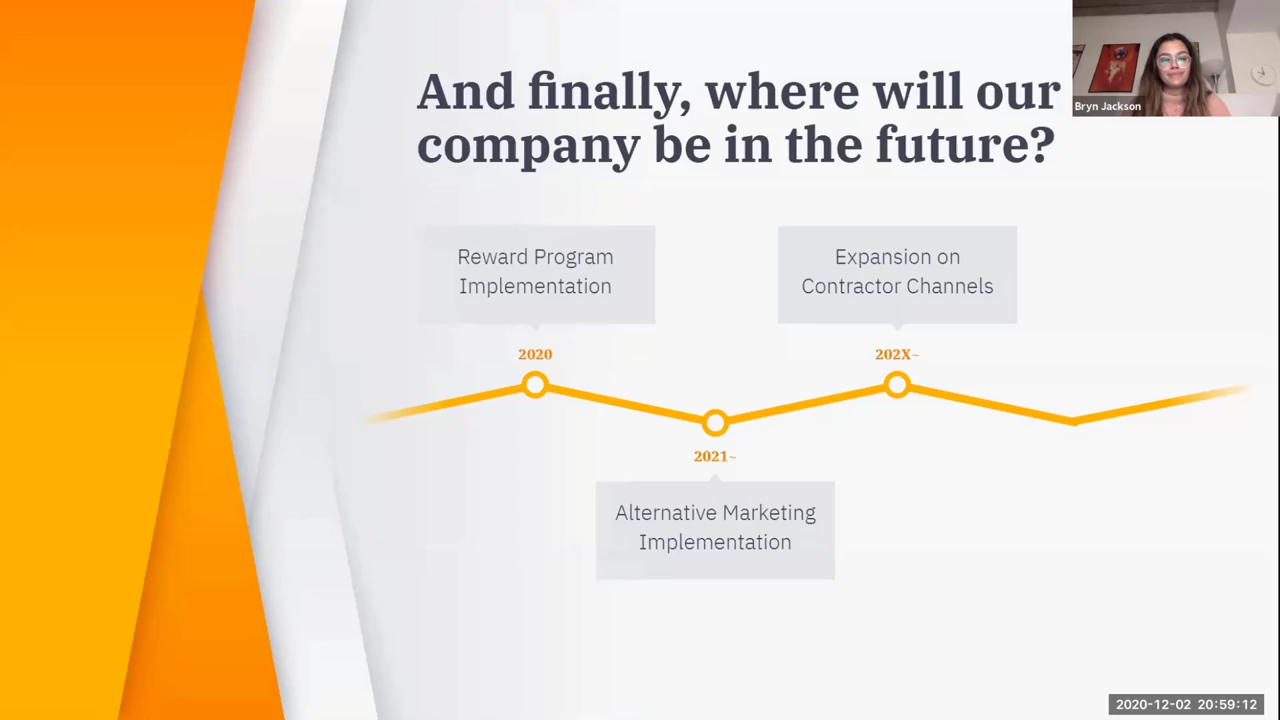 And finally, where will our
company be in the future?
Bryn Jackson
Reward Program
Implementation
Expansion on
Contractor Channels
2020
202X~
2021~
Alternative Marketing
Implementation
2020-12-02 20:59:12